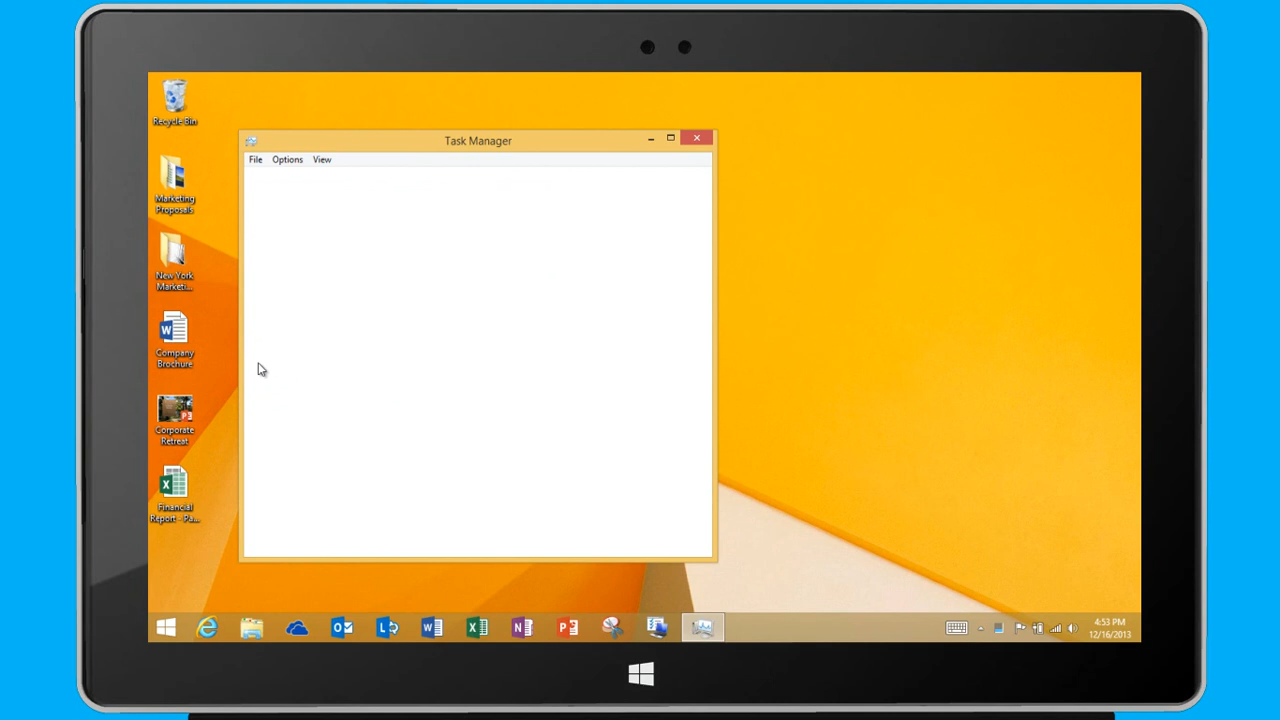 Recycle Bin
Task Manager
File Options View
Marketing
Proposals
New York
Marketi...
Company
Brochure
Corporate
Retreat
Financial
Report - Pa...
4:53 PM
12/16/2013